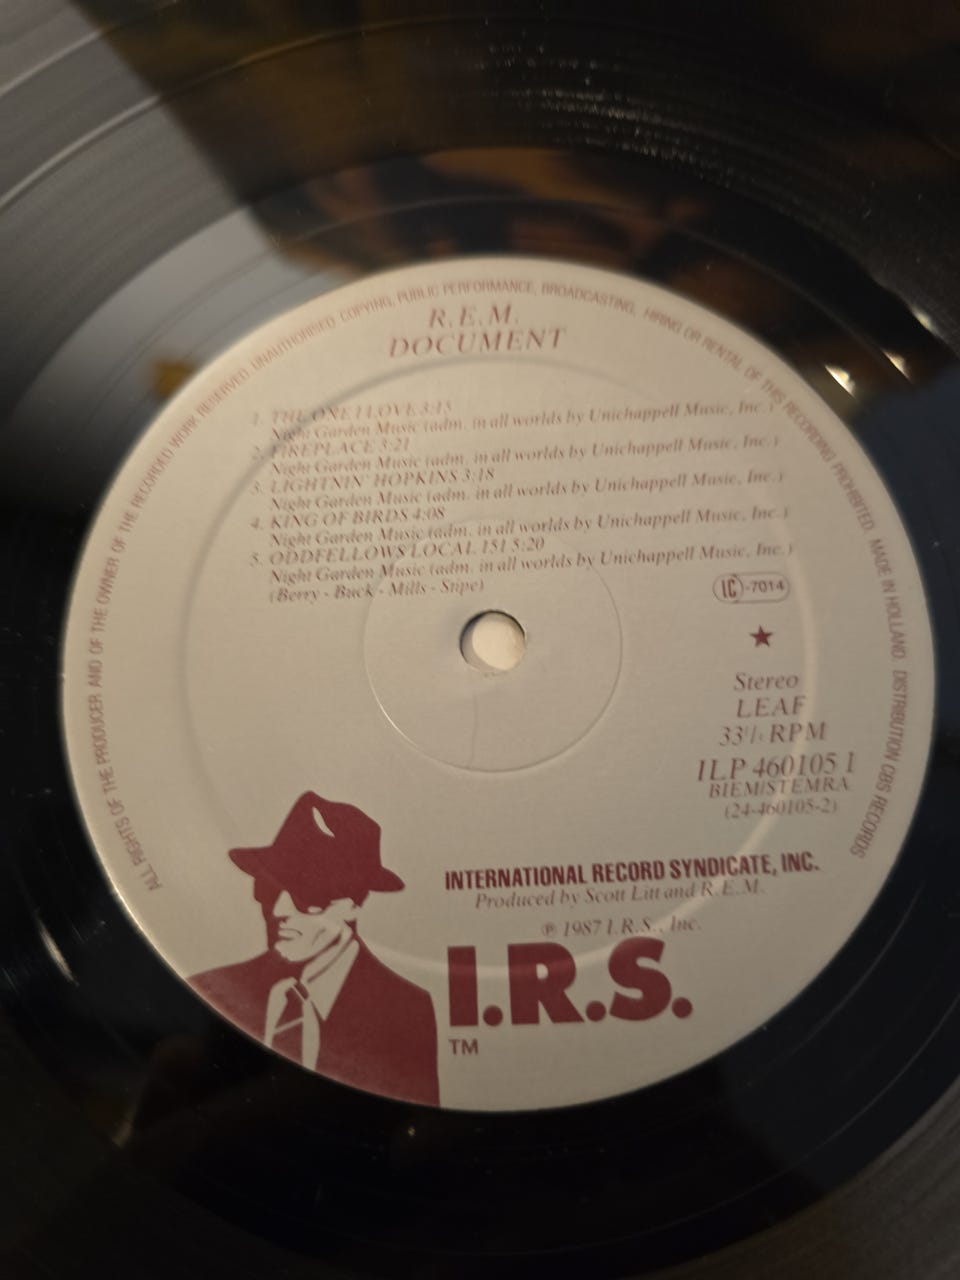 ALL RIGHTS OF THE PRODUCER AND OF THE OWNER OF THE RECORDED WORK RESERVED. UNAUTHORISED COPYING, PUBLIC PERFORMANCE, BROADCASTING, HIRING OR RENTAL OF THIS RECORDING PROHIBITED. MADE IN HOLLAND. DISTRIBUTION CBS RECORDS
R.E.M.
DOCUMENT
1. THE ONE I LOVE 3:15
Night Garden Music (adm. in all worlds by Unichappell Music, Inc.)
2. FIREPLACE 3:21
Night Garden Music (adm. in all worlds by Unichappell Music, Inc.)
3. LIGHTNIN' HOPKINS 3:18
Night Garden Music (adm. in all worlds by Unichappell Music, Inc.)
4. KING OF BIRDS 4:08
Night Garden Music (adm. in all worlds by Unichappell Music, Inc.)
5. ODDFELLOWS LOCAL 151 5:20
Night Garden Music (adm. in all worlds by Unichappell Music, Inc.)
(Berry - Buck - Mills - Stipe)
IC -7014
Stereo
LEAF
33⅓ RPM
ILP 460105 1
BIEM/STEMRA
(24-460105-2)
INTERNATIONAL RECORD SYNDICATE, INC.
Produced by Scott Litt and R.E.M.
℗ 1987 I.R.S., Inc.
I.R.S.
TM